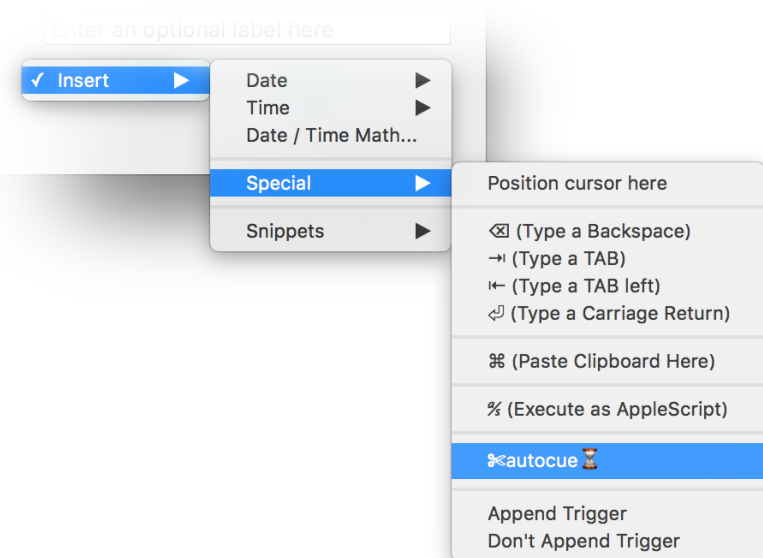 Enter an optional label here
✓ Insert ▶
Date ▶
Time ▶
Date / Time Math...
Special ▶
Snippets ▶
Position cursor here
⌫ (Type a Backspace)
⇥ (Type a TAB)
⇤ (Type a TAB left)
⏎ (Type a Carriage Return)
⌘ (Paste Clipboard Here)
% (Execute as AppleScript)
✄autocue⏳
Append Trigger
Don't Append Trigger